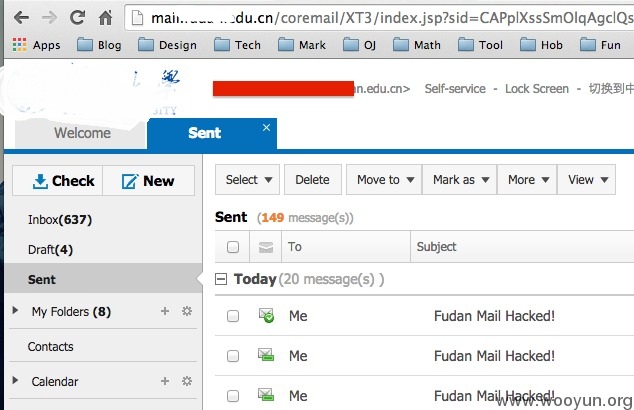 .edu.cn/coremail/XT3/index.jsp?sid=CAPplXssSmOlqAgclQs
Apps Blog Design Tech Mark OJ Math Tool Hob Fun
an.edu.cn> Self-service - Lock Screen - 切换到中
Welcome Sent
Check New
Select Delete Move to Mark as More View
Inbox(637)
Draft(4)
Sent
My Folders (8)
Contacts
Calendar
Sent (149 message(s))
To Subject
Today (20 message(s) )
Me Fudan Mail Hacked!
Me Fudan Mail Hacked!
Me Fudan Mail Hacked!
www.wooyun.org